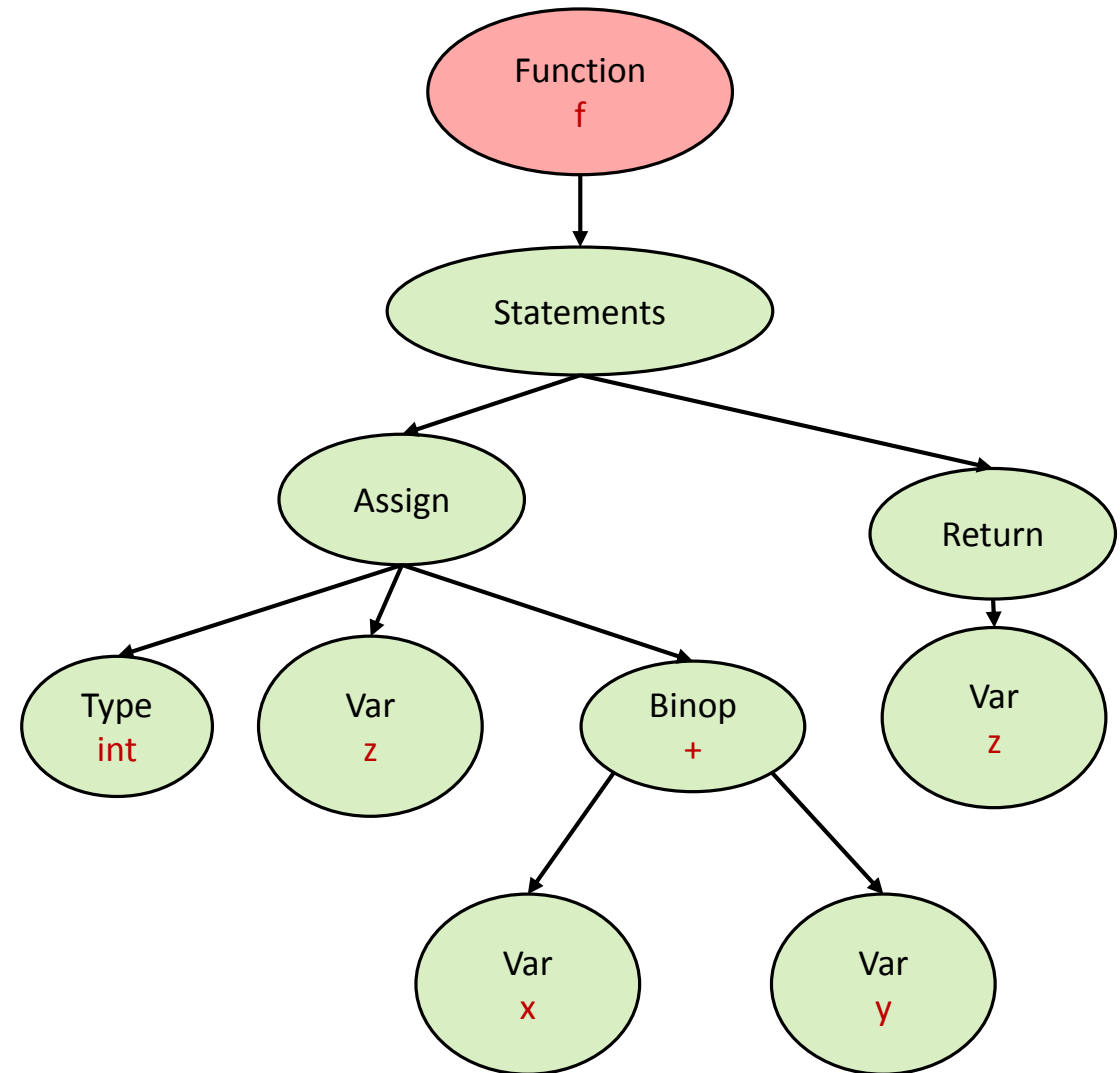 Function
f
Statements
Assign
Return
Type
int
Var
z
Binop
+
Var
z
Var
x
Var
y